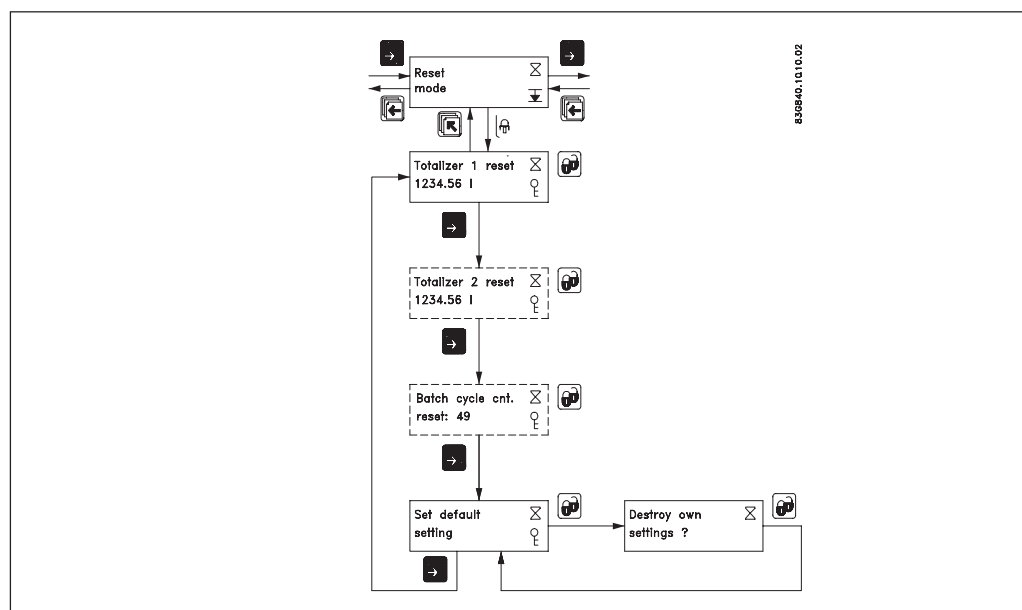 Reset
mode
83G840.10.10.02
Totalizer 1 reset
1234.56 l
Totalizer 2 reset
1234.56 l
Batch cycle cnt.
reset: 49
Set default
setting
Destroy own
settings ?